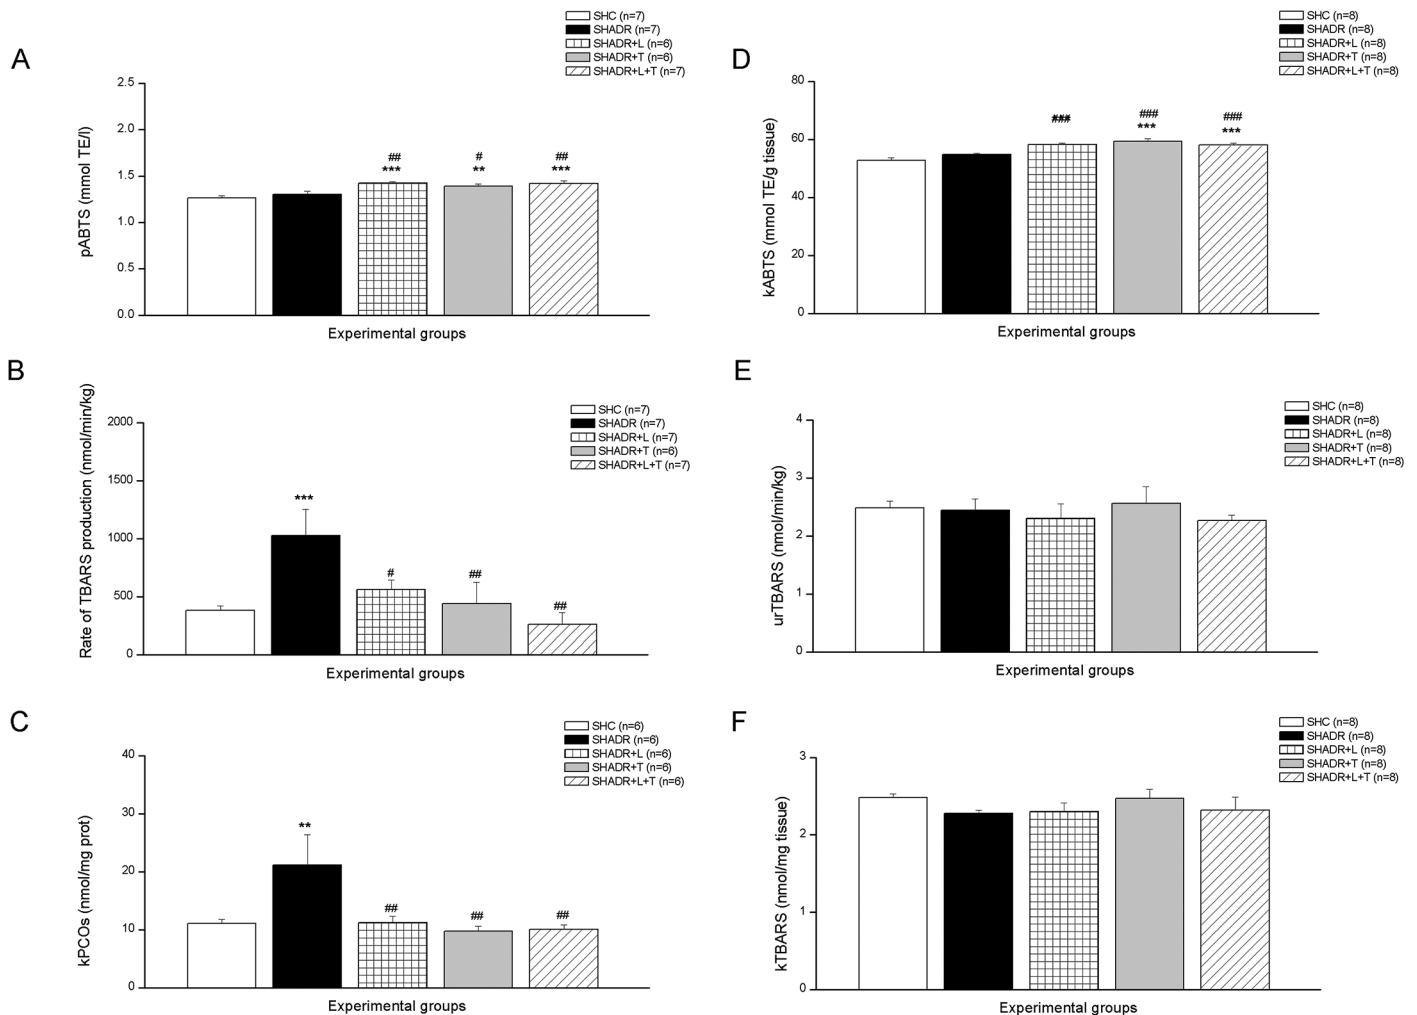 A
SHC (n=7)
SHADR (n=7)
SHADR+L (n=6)
SHADR+T (n=6)
SHADR+L+T (n=7)
pABTS (mmol TE/l)
2.5
2.0
1.5
1.0
0.5
0.0
##
***
#
**
##
***
Experimental groups
D
SHC (n=8)
SHADR (n=8)
SHADR+L (n=8)
SHADR+T (n=8)
SHADR+L+T (n=8)
kABTS (mmol TE/g tissue)
80
60
40
20
0
###
###
***
###
***
Experimental groups
B
SHC (n=7)
SHADR (n=7)
SHADR+L (n=7)
SHADR+T (n=6)
SHADR+L+T (n=7)
Rate of TBARS production (nmol/min/kg)
2000
1500
1000
500
0
***
#
##
##
Experimental groups
E
SHC (n=8)
SHADR (n=8)
SHADR+L (n=8)
SHADR+T (n=8)
SHADR+L+T (n=8)
urTBARS (nmol/min/kg)
4
3
2
1
0
Experimental groups
C
SHC (n=6)
SHADR (n=6)
SHADR+L (n=6)
SHADR+T (n=6)
SHADR+L+T (n=6)
kPCOs (nmol/mg prot)
40
30
20
10
0
**
##
##
##
Experimental groups
F
SHC (n=8)
SHADR (n=8)
SHADR+L (n=8)
SHADR+T (n=8)
SHADR+L+T (n=8)
kTBARS (nmol/mg tissue)
3
2
1
0
Experimental groups